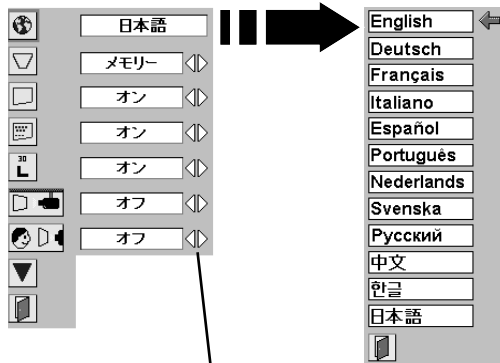 日本語
メモリー
オン
オン
30
L
オン
オフ
オフ
English
Deutsch
Français
Italiano
Español
Português
Nederlands
Svenska
Русский
中文
한글
日本語